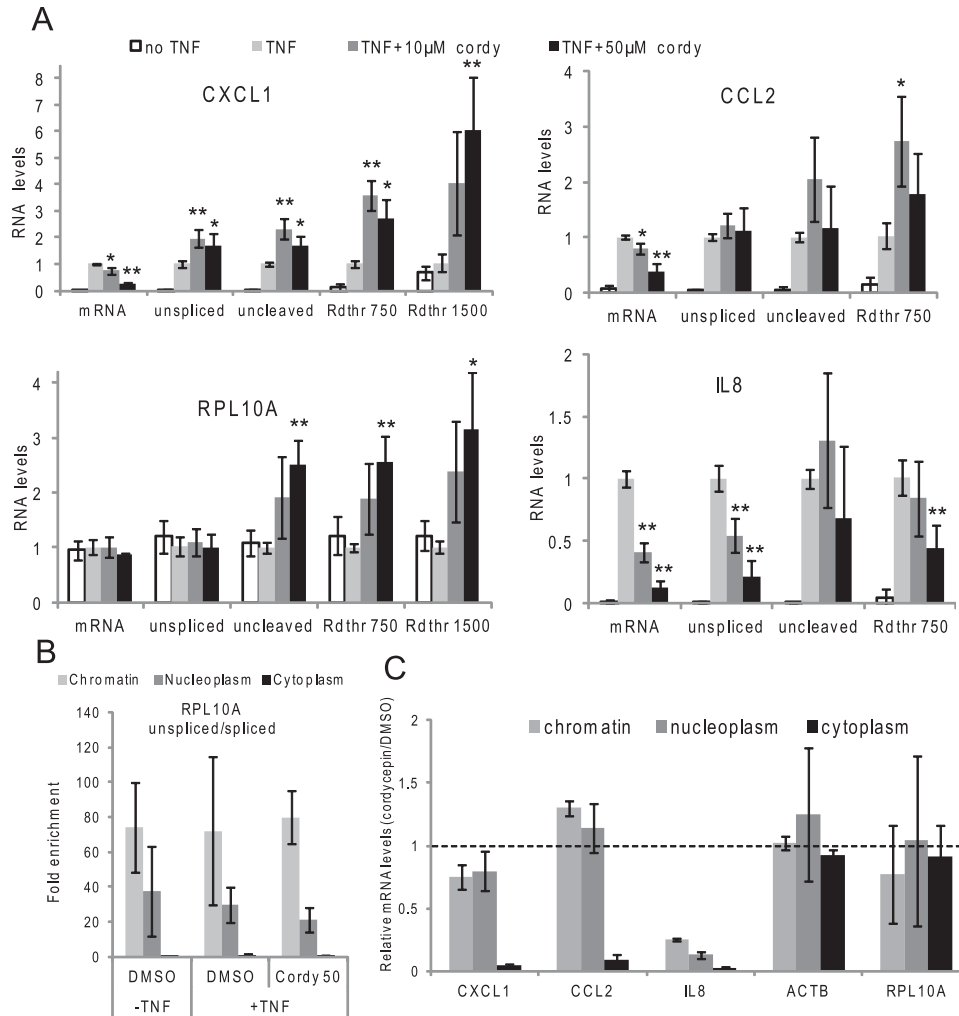 A
no TNF TNF TNF+10µM cordy TNF+50µM cordy
CXCL1
RNA levels
8
7
6
5
4
3
2
1
0
* ** ** * ** * ** * **
mRNA unspliced uncleaved Rdthr 750 Rdthr 1500
CCL2
RNA levels
4
3
2
1
0
* ** *
mRNA unspliced uncleaved Rdthr 750
RPL10A
RNA levels
4
3
2
1
0
** ** *
mRNA unspliced uncleaved Rdthr 750 Rdthr 1500
IL8
RNA levels
2
1.5
1
0.5
0
** ** ** ** **
mRNA unspliced uncleaved Rdthr 750
B
Chromatin Nucleoplasm Cytoplasm
RPL10A
unspliced/spliced
Fold enrichment
140
120
100
80
60
40
20
0
DMSO DMSO Cordy 50
-TNF +TNF
C
chromatin nucleoplasm cytoplasm
Relative mRNA levels (cordycepin/DMSO)
2
1.5
1
0.5
0
CXCL1 CCL2 IL8 ACTB RPL10A